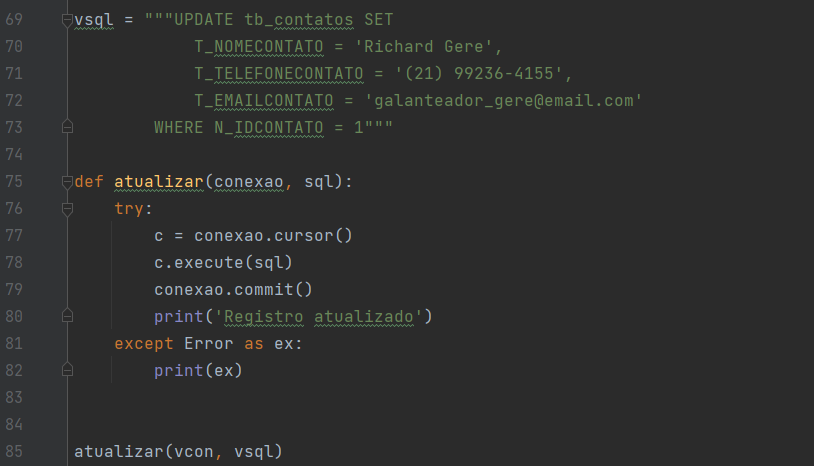 69 vsql = """UPDATE tb_contatos SET
70             T_NOMECONTATO = 'Richard Gere',
71             T_TELEFONECONTATO = '(21) 99236-4155',
72             T_EMAILCONTATO = 'galanteador_gere@email.com'
73         WHERE N_IDCONTATO = 1"""
74
75 def atualizar(conexao, sql):
76     try:
77         c = conexao.cursor()
78         c.execute(sql)
79         conexao.commit()
80         print('Registro atualizado')
81     except Error as ex:
82         print(ex)
83
84
85 atualizar(vcon, vsql)